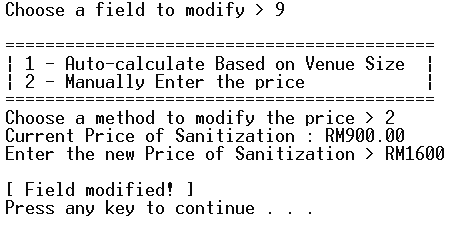 Choose a field to modify > 9
===========================================
| 1 - Auto-calculate Based on Venue Size  |
| 2 - Manually Enter the price            |
===========================================
Choose a method to modify the price > 2
Current Price of Sanitization : RM900.00
Enter the new Price of Sanitization > RM1600
[ Field modified! ]
Press any key to continue . . .